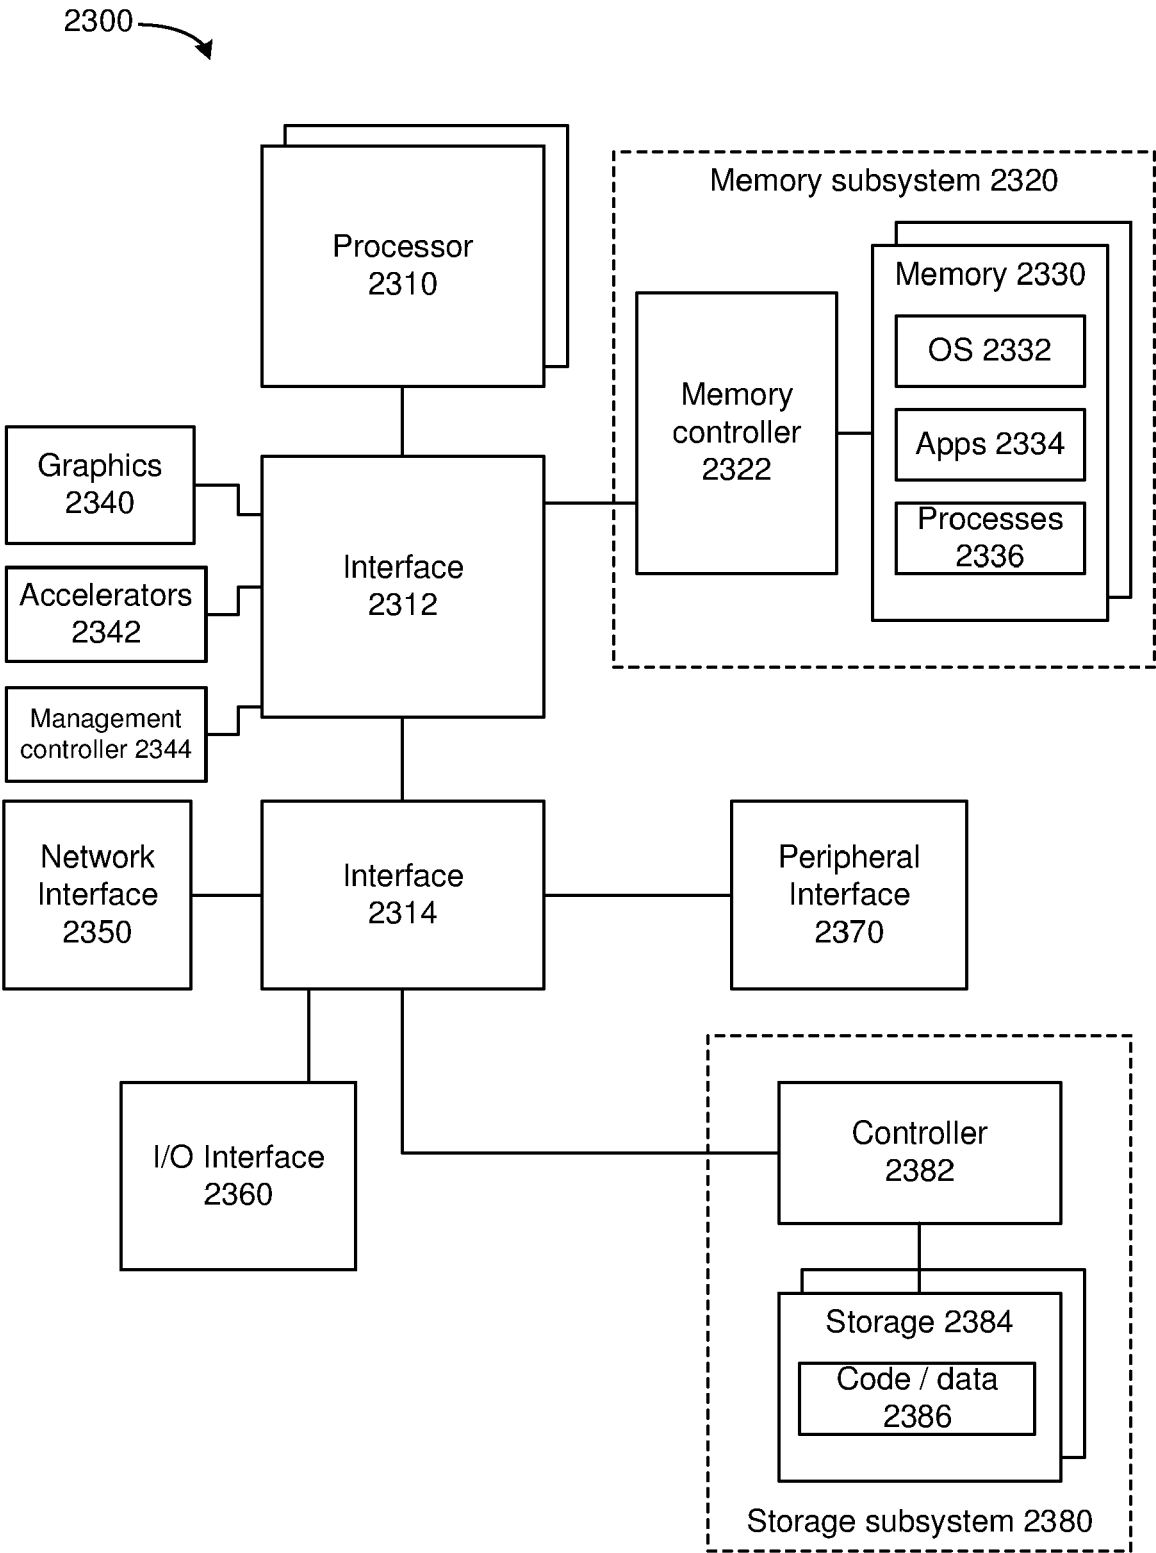 2300
Processor
2310
Memory subsystem 2320
Memory 2330
OS 2332
Apps 2334
Processes
2336
Memory
controller
2322
Graphics
2340
Accelerators
2342
Management
controller 2344
Interface
2312
Network
Interface
2350
Interface
2314
Peripheral
Interface
2370
I/O Interface
2360
Controller
2382
Storage 2384
Code / data
2386
Storage subsystem 2380